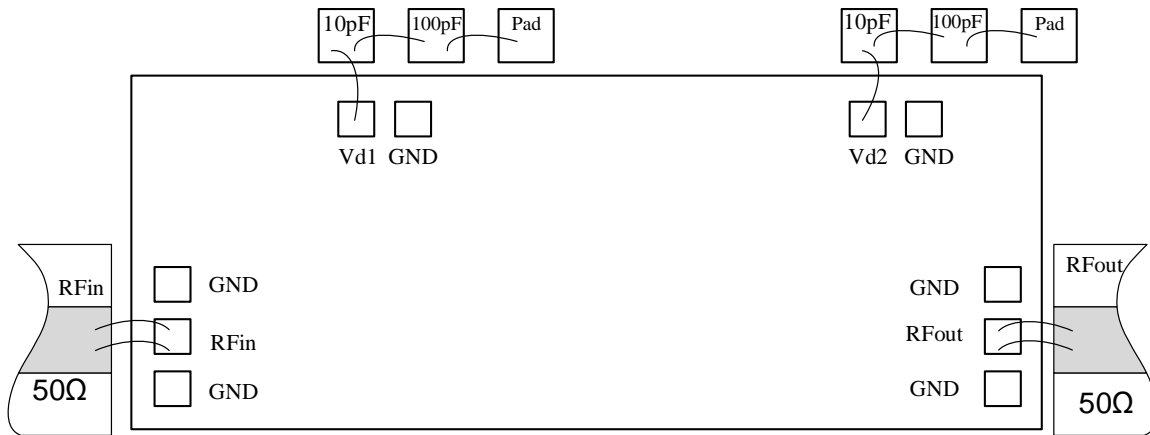 10pF
100pF
Pad
10pF
100pF
Pad
Vd1
GND
Vd2
GND
RFin
GND
RFin
GND
50Ω
RFout
GND
RFout
GND
50Ω